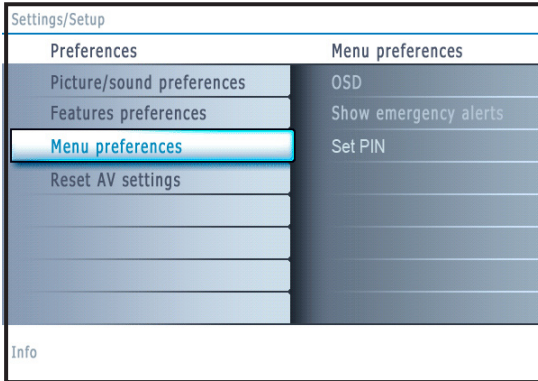 Settings/Setup
Preferences
Menu preferences
Picture/sound preferences
OSD
Features preferences
Show emergency alerts
Menu preferences
Set PIN
Reset AV settings
Info